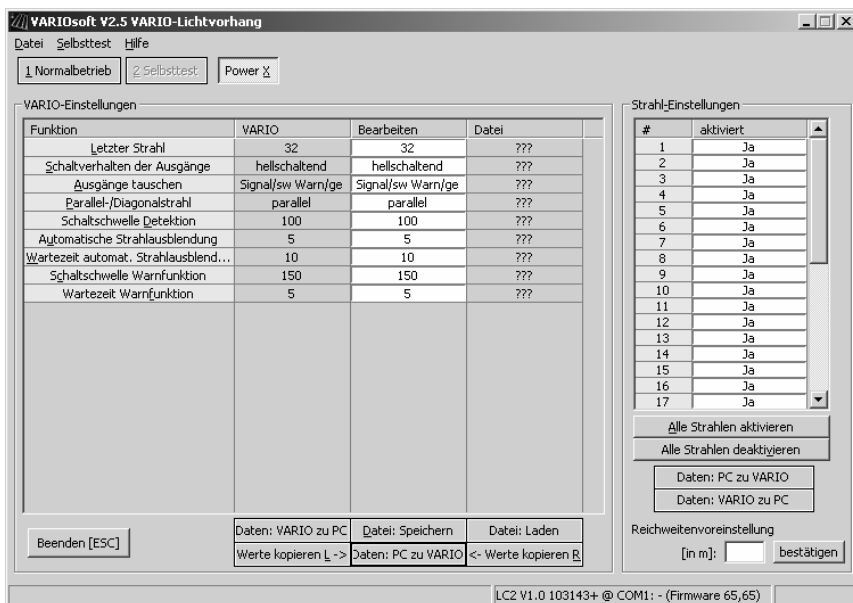 VARIOsoft V2.5 VARIO-Lichtvorhang
Datei Selbsttest Hilfe
1 Normalbetrieb 2 Selbsttest Power X
VARIO-Einstellungen
Funktion VARIO Bearbeiten Datei
Letzter Strahl 32 32 ???
Schaltverhalten der Ausgänge hellschaltend hellschaltend ???
Ausgänge tauschen Signal/sw Warn/ge Signal/sw Warn/ge ???
Parallel-/Diagonalstrahl parallel parallel ???
Schaltschwelle Detektion 100 100 ???
Automatische Strahlausblendung 5 5 ???
Wartezeit automat. Strahlausblend... 10 10 ???
Schaltschwelle Warnfunktion 150 150 ???
Wartezeit Warnfunktion 5 5 ???
Beenden [ESC]
Daten: VARIO zu PC Datei: Speichern Datei: Laden
Werte kopieren L -> Daten: PC zu VARIO <- Werte kopieren R
Strahl-Einstellungen
# aktiviert
1 Ja
2 Ja
3 Ja
4 Ja
5 Ja
6 Ja
7 Ja
8 Ja
9 Ja
10 Ja
11 Ja
12 Ja
13 Ja
14 Ja
15 Ja
16 Ja
17 Ja
Alle Strahlen aktivieren
Alle Strahlen deaktivieren
Daten: PC zu VARIO
Daten: VARIO zu PC
Reichweitenvoreinstellung
[in m]: bestätigen
LC2 V1.0 103143+ @ COM1: - (Firmware 65,65)